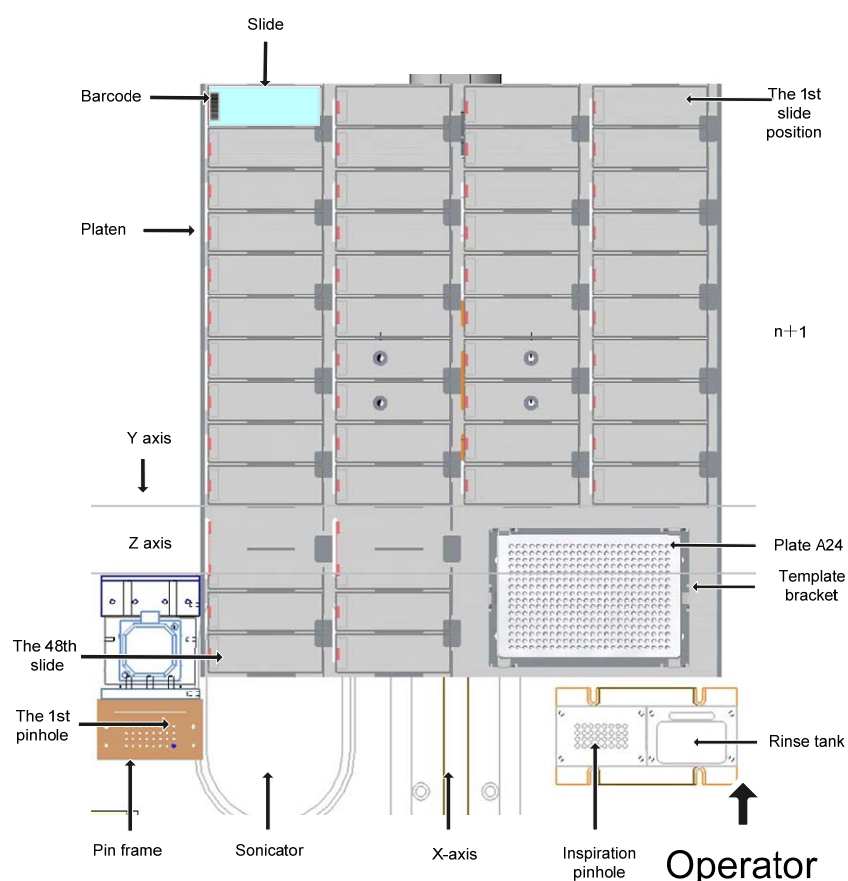 Slide
Barcode
The 1st
slide
position
Platen
n+1
Y axis
Z axis
Plate A24
Template
bracket
The 48th
slide
The 1st
pinhole
Rinse tank
Pin frame
Sonicator
X-axis
Inspiration
pinhole
Operator